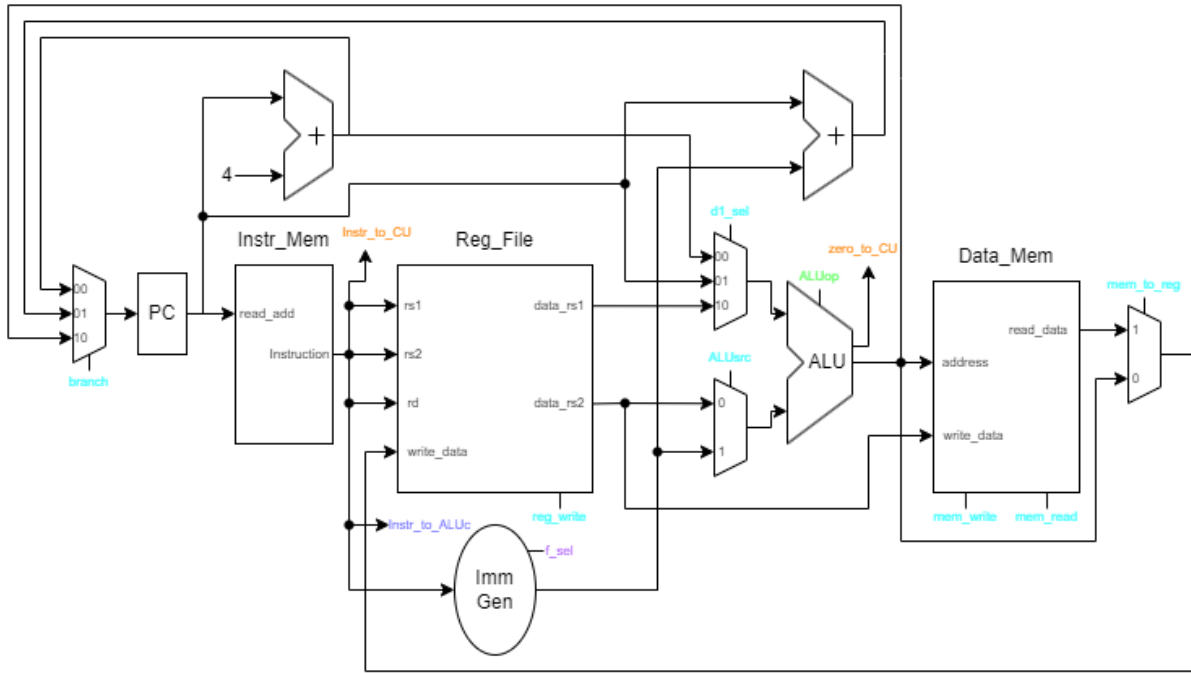 +
+
4
d1_sel
Instr_Mem
Instr_to_CU
Reg_File
zero_to_CU
Data_Mem
ALUop
mem_to_reg
00
01
10
PC
branch
read_add
Instruction
rs1
rs2
rd
write_data
data_rs1
data_rs2
reg_write
00
01
10
ALUsrc
0
1
ALU
read_data
address
write_data
mem_write
mem_read
1
0
Instr_to_ALUc
f_sel
Imm
Gen